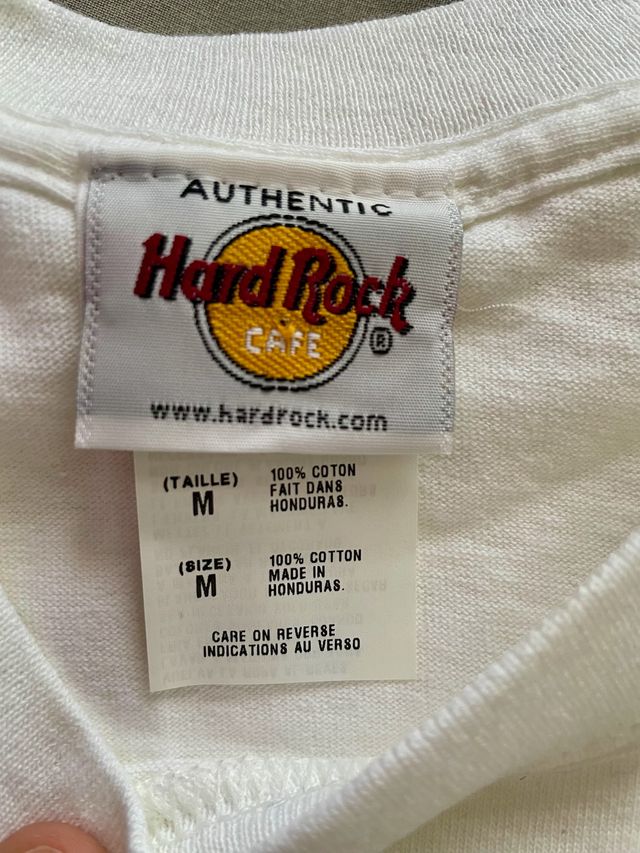 AUTHENTIC
Hard Rock
CAFE ®
www.hardrock.com
(TAILLE)
M
100% COTON
FAIT DANS
HONDURAS.
(SIZE)
M
100% COTTON
MADE IN
HONDURAS.
CARE ON REVERSE
INDICATIONS AU VERSO